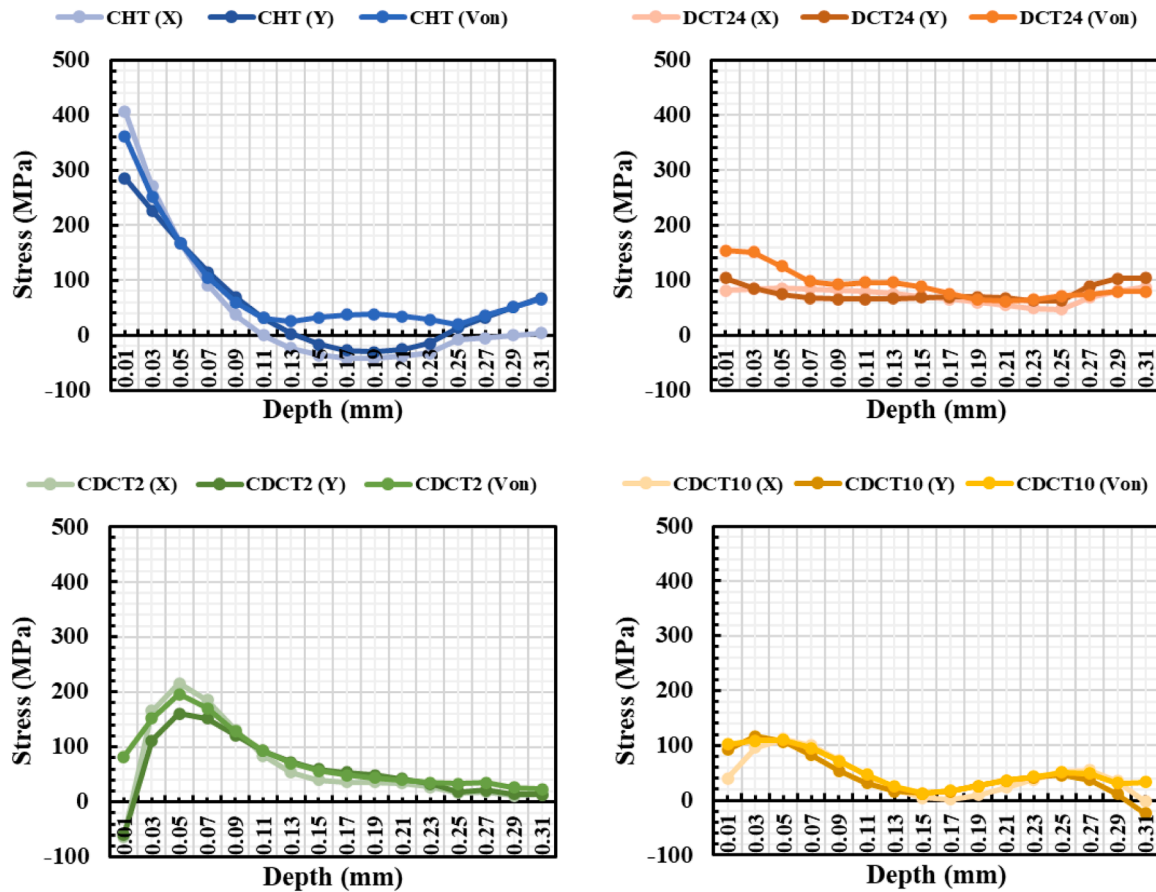 CHT (X) CHT (Y) CHT (Von)
500
400
300
200
100
0
-100
Stress (MPa)
0.01 0.03 0.05 0.07 0.09 0.11 0.13 0.15 0.17 0.19 0.21 0.23 0.25 0.27 0.29 0.31
Depth (mm)
DCT24 (X) DCT24 (Y) DCT24 (Von)
500
400
300
200
100
0
-100
Stress (MPa)
0.01 0.03 0.05 0.07 0.09 0.11 0.13 0.15 0.17 0.19 0.21 0.23 0.25 0.27 0.29 0.31
Depth (mm)
CDCT2 (X) CDCT2 (Y) CDCT2 (Von)
500
400
300
200
100
0
-100
Stress (MPa)
0.01 0.03 0.05 0.07 0.09 0.11 0.13 0.15 0.17 0.19 0.21 0.23 0.25 0.27 0.29 0.31
Depth (mm)
CDCT10 (X) CDCT10 (Y) CDCT10 (Von)
500
400
300
200
100
0
-100
Stress (MPa)
0.01 0.03 0.05 0.07 0.09 0.11 0.13 0.15 0.17 0.19 0.21 0.23 0.25 0.27 0.29 0.31
Depth (mm)